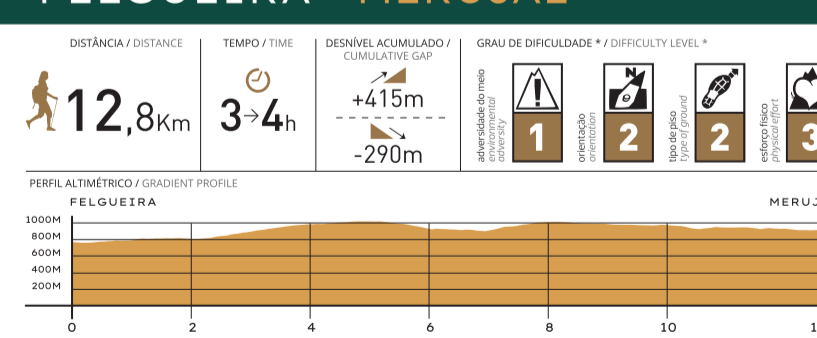 FELGUEIRA MERUJAL
DISTÂNCIA / DISTANCE
12,8Km
TEMPO / TIME
3→4h
DESNÍVEL ACUMULADO /
CUMULATIVE GAP
+415m
-290m
GRAU DE DIFICULDADE * / DIFFICULTY LEVEL *
adversidade do meio
environmental
adversity
1
orientação
orientation
N
2
tipo de piso
type of ground
2
esforço físico
physical effort
3
PERFIL ALTIMÉTRICO / GRADIENT PROFILE
FELGUEIRA
MERUJ
1000M
800M
600M
400M
200M
0 2 4 6 8 10 1